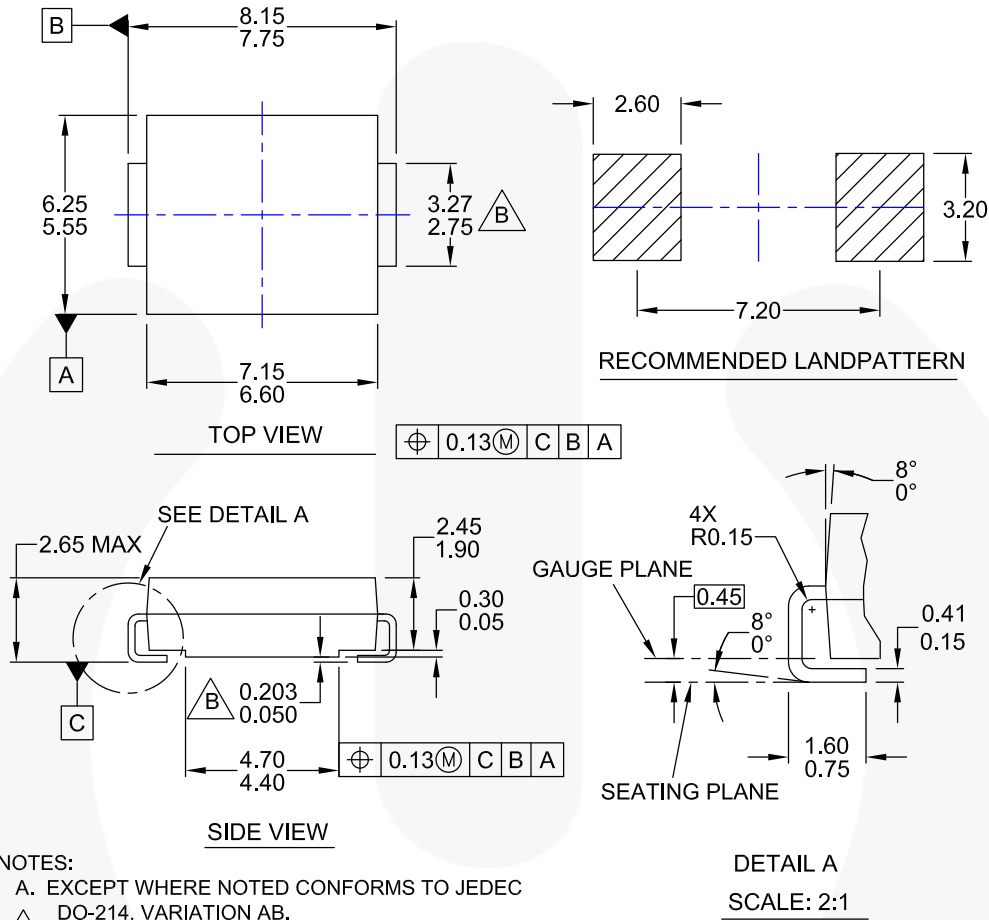 B
8.15
7.75
6.25
5.55
3.27
2.75
B
A
7.15
6.60
TOP VIEW
⌖ 0.13Ⓜ C B A
2.60
3.20
7.20
RECOMMENDED LANDPATTERN
SEE DETAIL A
2.65 MAX
2.45
1.90
0.30
0.05
B
0.203
0.050
C
4.70
4.40
⌖ 0.13Ⓜ C B A
SIDE VIEW
8°
0°
4X
R0.15
GAUGE PLANE
0.45
8°
0°
0.41
0.15
1.60
0.75
SEATING PLANE
DETAIL A
SCALE: 2:1
NOTES:
A. EXCEPT WHERE NOTED CONFORMS TO JEDEC
DO-214, VARIATION AB.